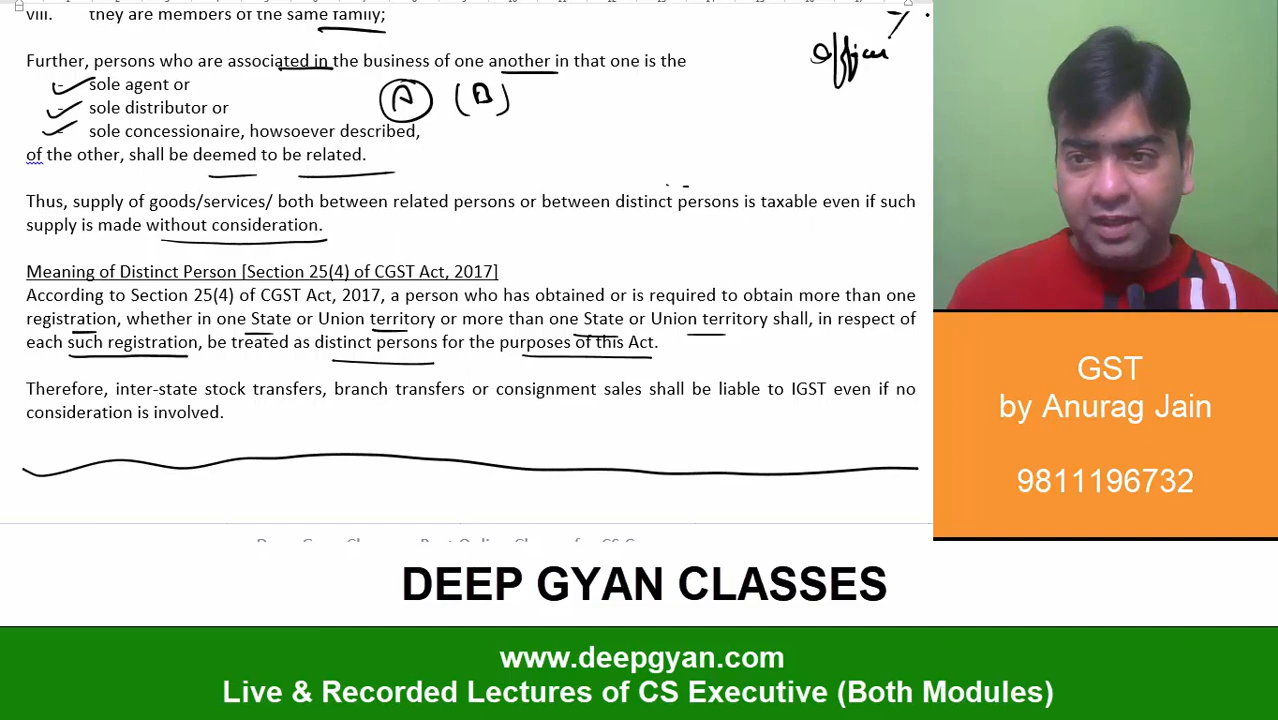 viii. they are members of the same family;
Officer
Further, persons who are associated in the business of one another in that one is the
- sole agent or
- sole distributor or
- sole concessionaire, howsoever described,
A (B)
of the other, shall be deemed to be related.
Thus, supply of goods/services/ both between related persons or between distinct persons is taxable even if such
supply is made without consideration.
Meaning of Distinct Person [Section 25(4) of CGST Act, 2017]
According to Section 25(4) of CGST Act, 2017, a person who has obtained or is required to obtain more than one
registration, whether in one State or Union territory or more than one State or Union territory shall, in respect of
each such registration, be treated as distinct persons for the purposes of this Act.
Therefore, inter-state stock transfers, branch transfers or consignment sales shall be liable to IGST even if no
consideration is involved.
GST
by Anurag Jain
9811196732
DEEP GYAN CLASSES
www.deepgyan.com
Live & Recorded Lectures of CS Executive (Both Modules)